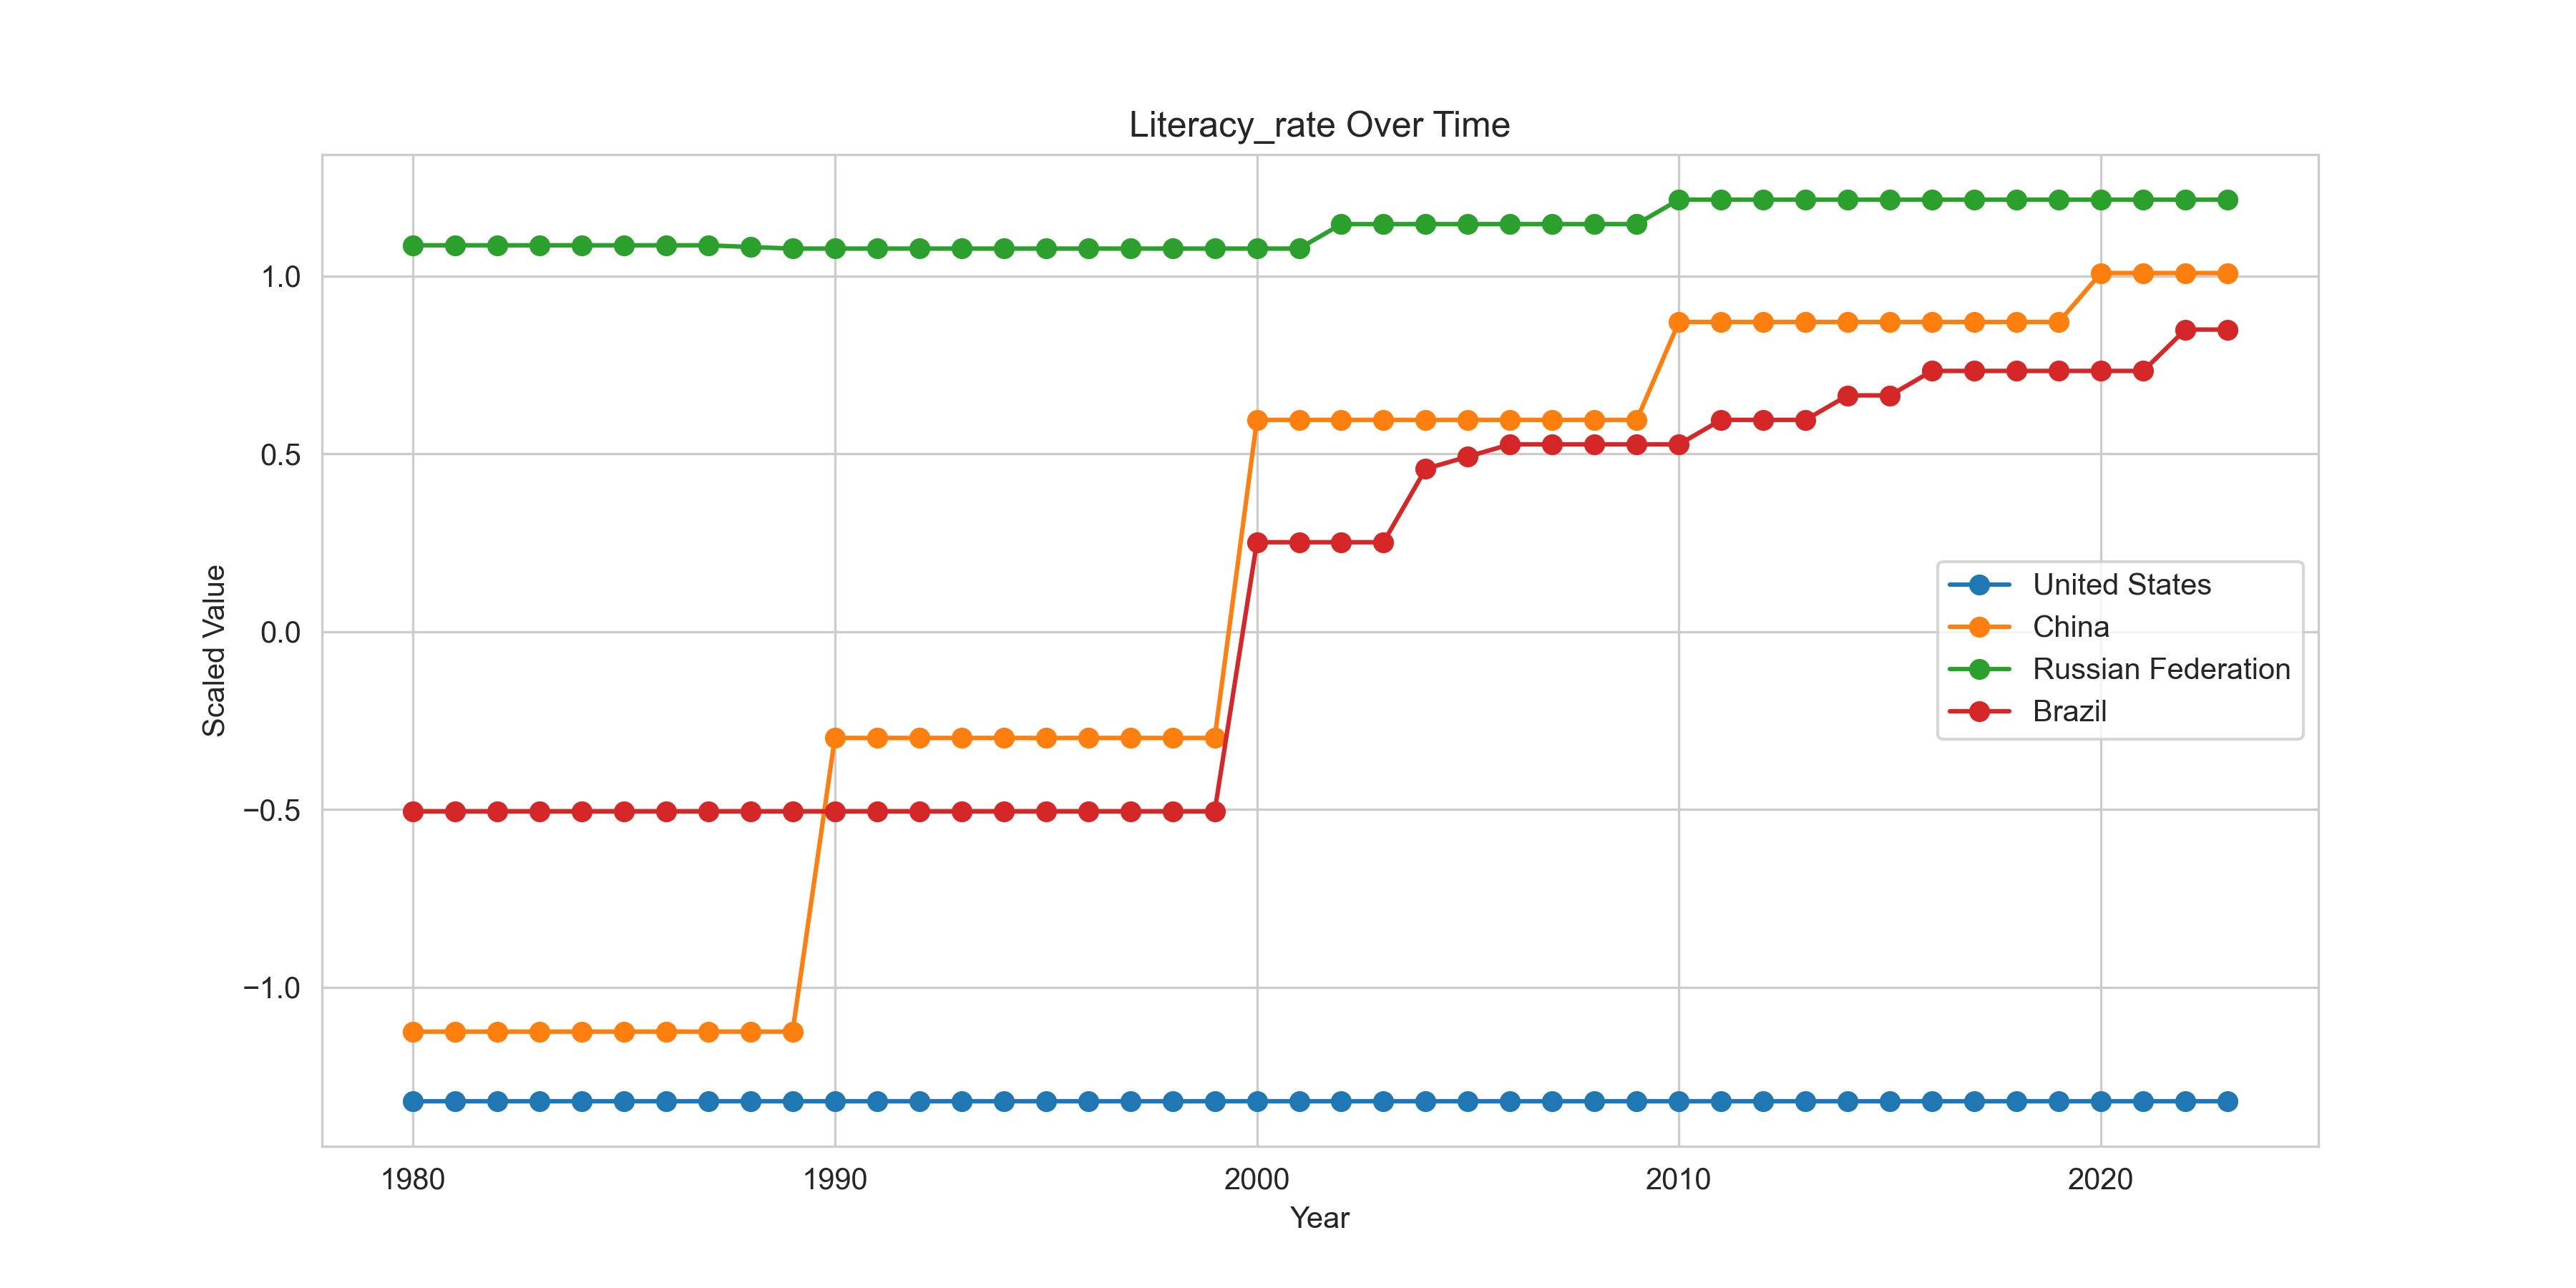 Literacy_rate Over Time
1.0
0.5
0.0
−0.5
−1.0
Scaled Value
United States
China
Russian Federation
Brazil
1980 1990 2000 2010 2020
Year